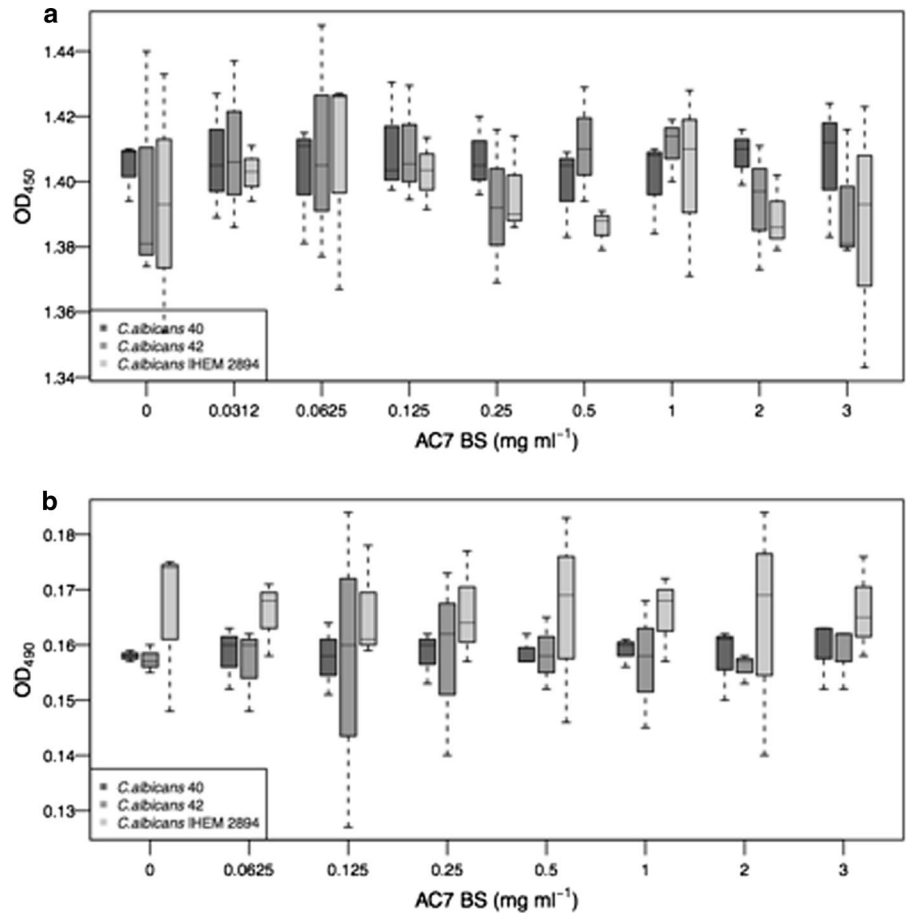 a
1.44
1.42
1.40
1.38
1.36
1.34
OD450
C.albicans 40
C.albicans 42
C.albicans IHEM 2894
0 0.0312 0.0625 0.125 0.25 0.5 1 2 3
AC7 BS (mg ml⁻¹)
b
0.18
0.17
0.16
0.15
0.14
0.13
OD490
C.albicans 40
C.albicans 42
C.albicans IHEM 2894
0 0.0625 0.125 0.25 0.5 1 2 3
AC7 BS (mg ml⁻¹)